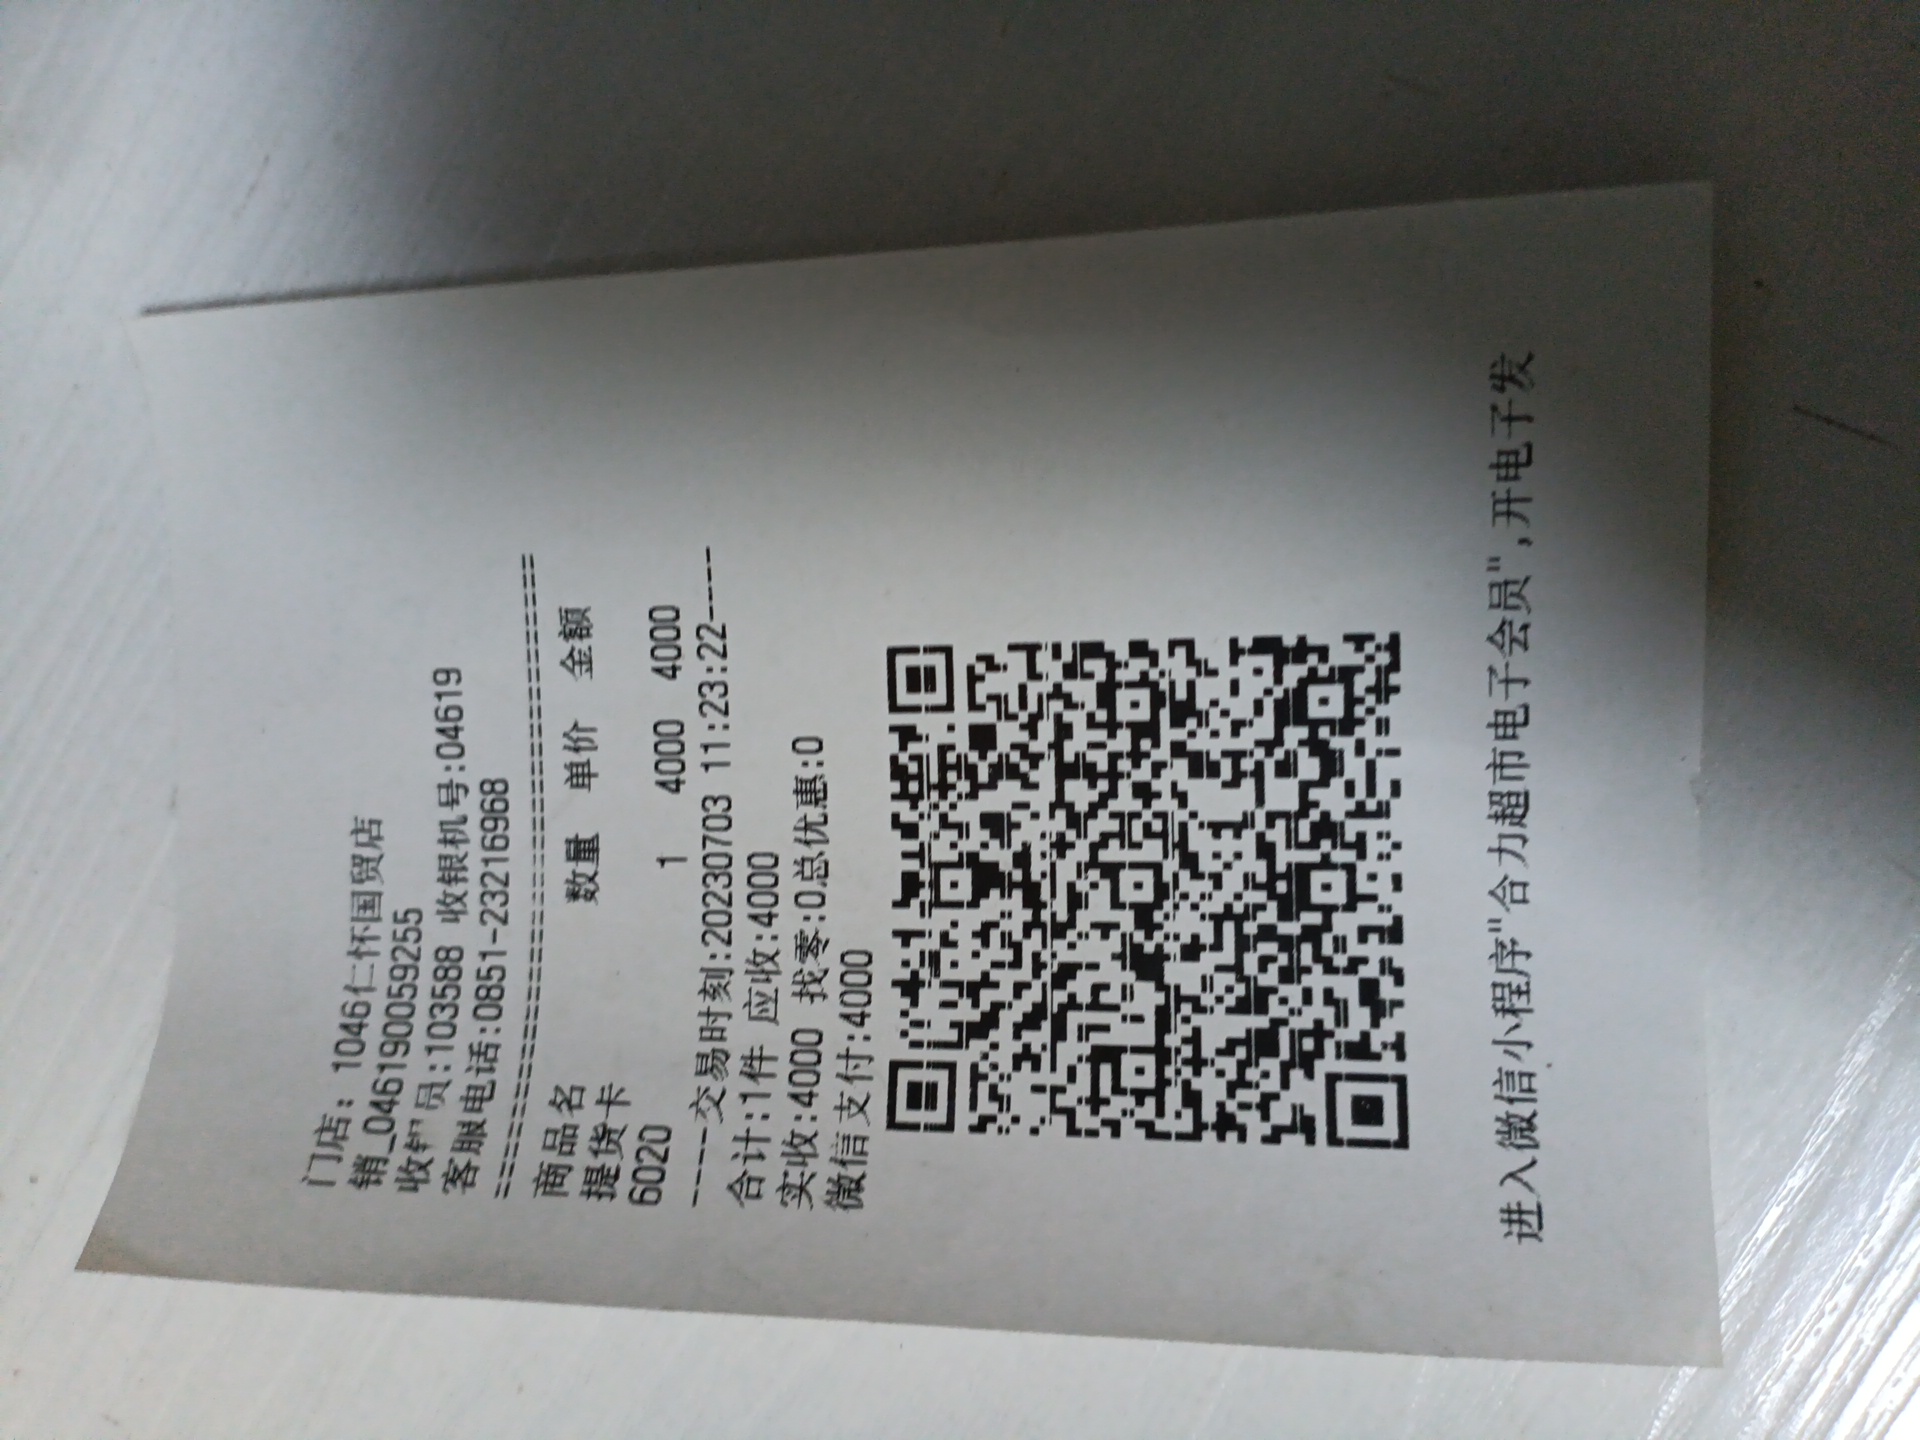 门店: 1046仁怀国贸店
销_0461900592​55
收银员:103588 收银机号:04619
客服电话:0851-23216968
==========================================
商品名 数量 单价 金额
提货卡
6020 1 4000 4000
----交易时刻:20230703 11:23:22-----
合计:1件 应收:4000
实收:4000 找零:0总优惠:0
微信支付:4000
进入微信小程序"合力超市电子会员",开电子发